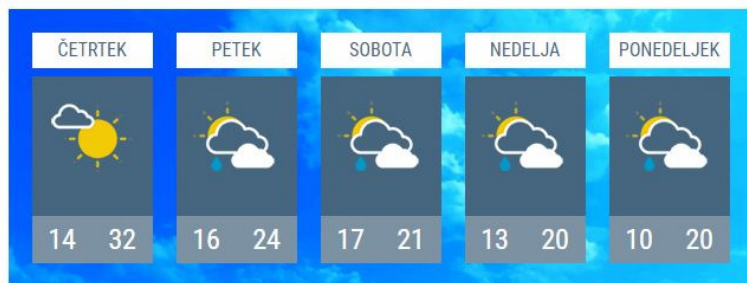 ČETRTEK PETEK SOBOTA NEDELJA PONEDELJEK
14 32 16 24 17 21 13 20 10 20